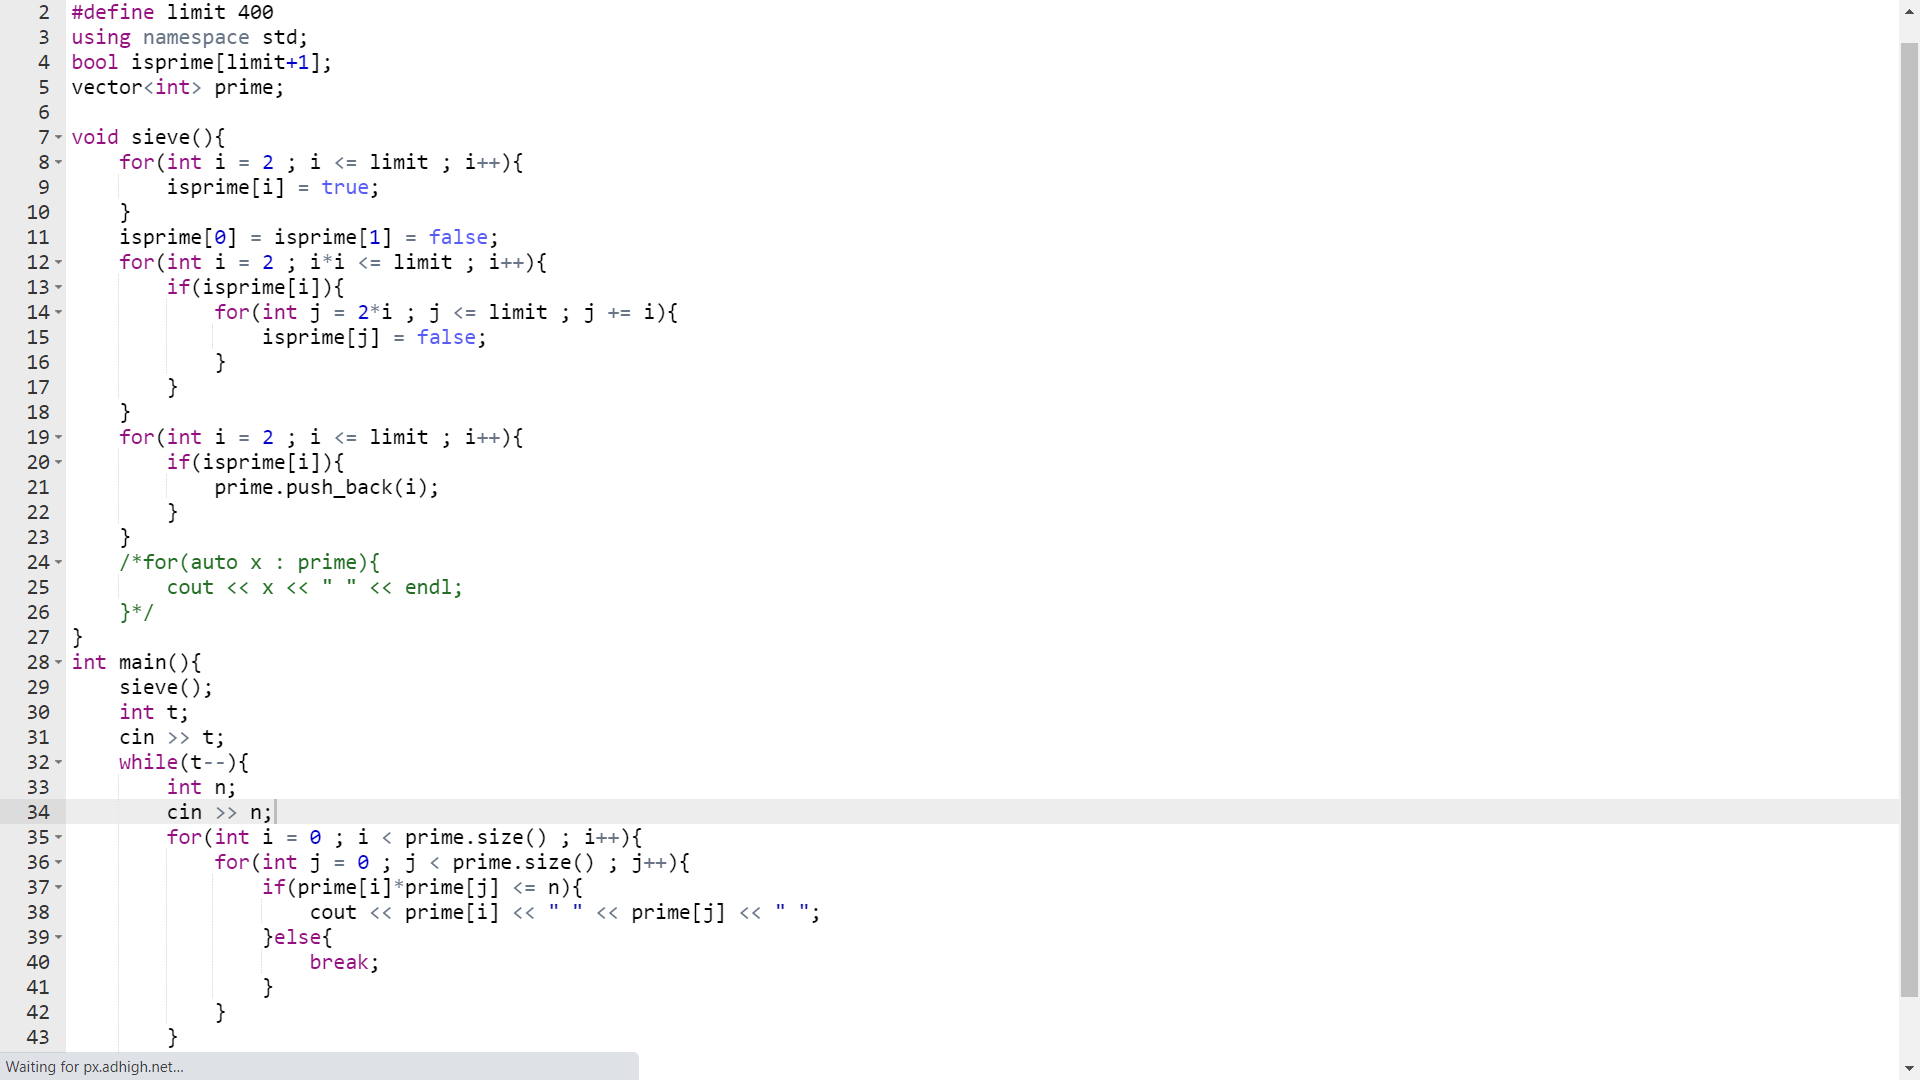 2 #define limit 400
3 using namespace std;
4 bool isprime[limit+1];
5 vector<int> prime;
6
7 void sieve(){
8     for(int i = 2 ; i <= limit ; i++){
9         isprime[i] = true;
10     }
11     isprime[0] = isprime[1] = false;
12     for(int i = 2 ; i*i <= limit ; i++){
13         if(isprime[i]){
14             for(int j = 2*i ; j <= limit ; j += i){
15                 isprime[j] = false;
16             }
17         }
18     }
19     for(int i = 2 ; i <= limit ; i++){
20         if(isprime[i]){
21             prime.push_back(i);
22         }
23     }
24     /*for(auto x : prime){
25         cout << x << " " << endl;
26     }*/
27 }
28 int main(){
29     sieve();
30     int t;
31     cin >> t;
32     while(t--){
33         int n;
34         cin >> n;
35         for(int i = 0 ; i < prime.size() ; i++){
36             for(int j = 0 ; j < prime.size() ; j++){
37                 if(prime[i]*prime[j] <= n){
38                     cout << prime[i] << " " << prime[j] << " ";
39                 }else{
40                     break;
41                 }
42             }
43         }
Waiting for px.adhigh.net...